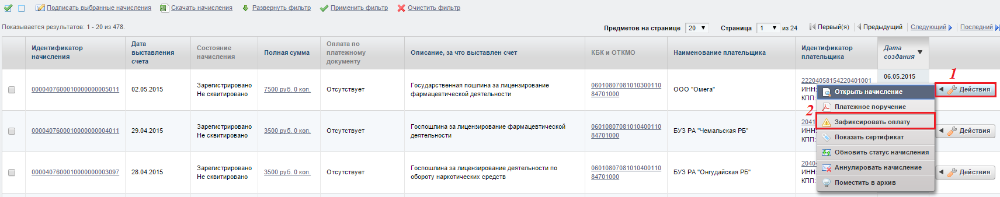 Подписать выбранные начисления Скачать начисления Развернуть фильтр Применить фильтр Очистить фильтр
Показывается результатов: 1 - 20 из 478.
Предметов на странице 20 Страница 1 из 24 Первый(я) Предыдущий Следующий Последний
Идентификатор начисления
Дата выставления счета
Состояние начисления
Оплата по платежному документу
Полная сумма
Описание, за что выставлен счет
КБК и ОТКМО
Наименование плательщика
Идентификатор плательщика
Дата создания
0000407600010000000005011
02.05.2015
Зарегистрировано
Не сквитировано
7500 руб. 0 коп.
Отсутствует
Государственная пошлина за лицензирование
фармацевтической деятельности
06010807081010300110
84701000
ООО "Омега"
22204058154220401001
ИНН:
КПП:
06.05.2015
1
Действия
Открыть начисление
Платежное поручение
2
Зафиксировать оплату
Показать сертификат
Обновить статус начисления
Аннулировать начисление
Поместить в архив
0000407600010000000004011
29.04.2015
Зарегистрировано
Не сквитировано
3500 руб. 0 коп.
Отсутствует
Госпошлина за лицензирование фармацевтической
деятельности
06010807081010400110
84701000
БУЗ РА "Чемальская РБ"
2041
ИНН:
КПП:
Действия
0000407600010000000003097
28.04.2015
Зарегистрировано
Не сквитировано
3500 руб. 0 коп.
Отсутствует
Госпошлина за лицензирование деятельности по
обороту наркотических средств
06010807081010400110
84701000
БУЗ РА "Онгудайская РБ"
2040
ИНН:
КПП:
Действия